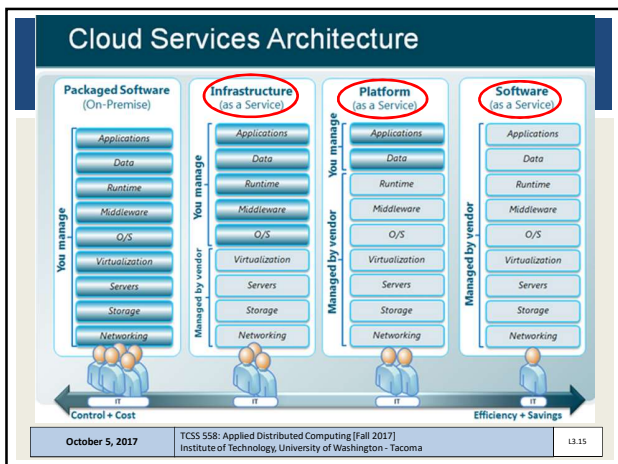 Cloud Services Architecture
Packaged Software
(On-Premise)
You manage
Applications
Data
Runtime
Middleware
O/S
Virtualization
Servers
Storage
Networking
IT
Infrastructure
(as a Service)
You manage
Managed by vendor
Applications
Data
Runtime
Middleware
O/S
Virtualization
Servers
Storage
Networking
IT
Platform
(as a Service)
You manage
Managed by vendor
Applications
Data
Runtime
Middleware
O/S
Virtualization
Servers
Storage
Networking
IT
Software
(as a Service)
Managed by vendor
Applications
Data
Runtime
Middleware
O/S
Virtualization
Servers
Storage
Networking
IT
Control + Cost
Efficiency + Savings
October 5, 2017
TCSS 558: Applied Distributed Computing [Fall 2017]
Institute of Technology, University of Washington - Tacoma
L3.15